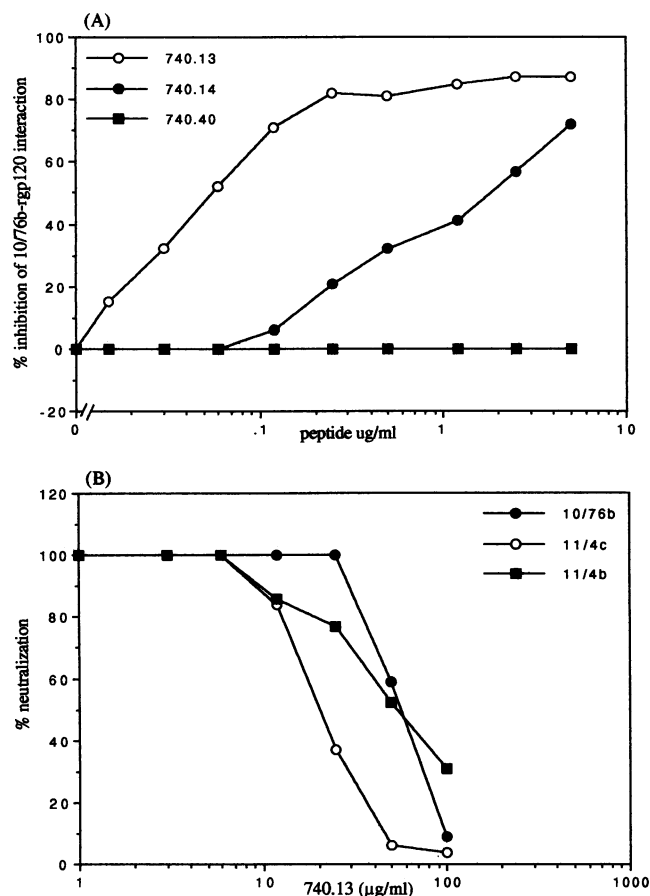 (A)
100
80
60
40
20
0
-20
740.13
740.14
740.40
% inhibition of 10/76b-rgp120 interaction
0 .1 1 10
peptide ug/ml
(B)
120
100
80
60
40
20
0
10/76b
11/4c
11/4b
% neutralization
1 10 100 1000
740.13 (µg/ml)